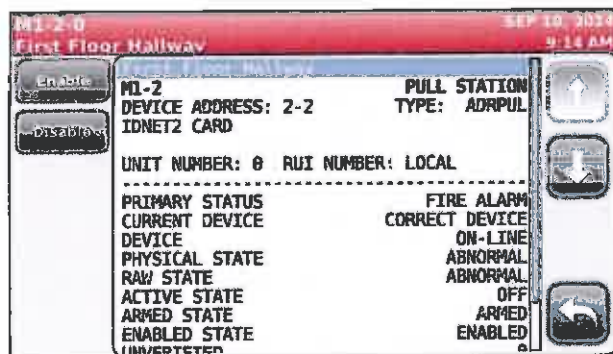 M1-2-0 SEP 10, 2014
First Floor Hallway 9:14 AM
Enable
Disable
First Floor Hallway
M1-2 PULL STATION
DEVICE ADDRESS: 2-2 TYPE: ADRPUL
IDNET2 CARD
UNIT NUMBER: 0 RUI NUMBER: LOCAL
PRIMARY STATUS FIRE ALARM
CURRENT DEVICE CORRECT DEVICE
DEVICE ON-LINE
PHYSICAL STATE ABNORMAL
RAW STATE ABNORMAL
ACTIVE STATE OFF
ARMED STATE ARMED
ENABLED STATE ENABLED